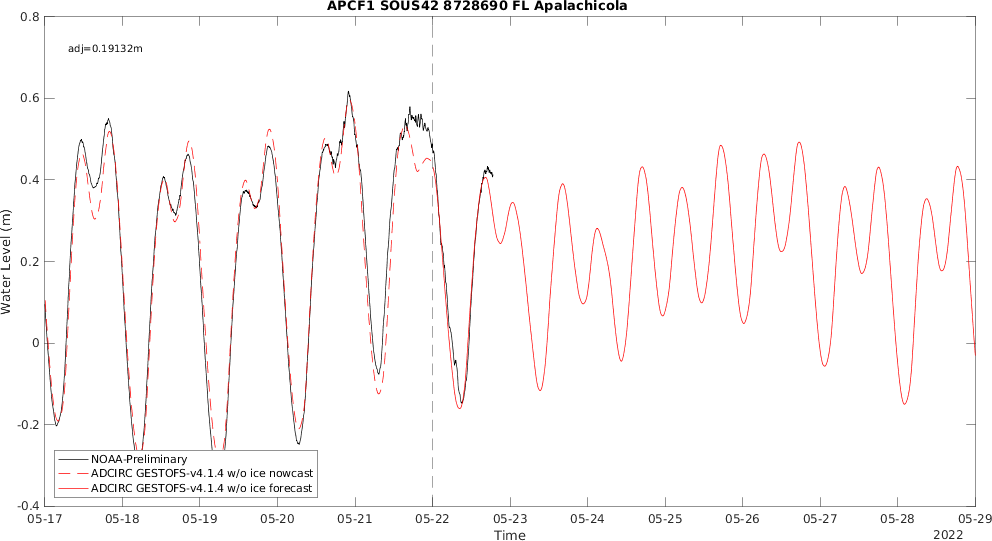 APCF1 SOUS42 8728690 FL Apalachicola
adj=0.19132m
0.8
0.6
0.4
0.2
0
-0.2
-0.4
Water Level (m)
NOAA-Preliminary
ADCIRC GESTOFS-v4.1.4 w/o ice nowcast
ADCIRC GESTOFS-v4.1.4 w/o ice forecast
05-17 05-18 05-19 05-20 05-21 05-22 05-23 05-24 05-25 05-26 05-27 05-28 05-29
Time
2022